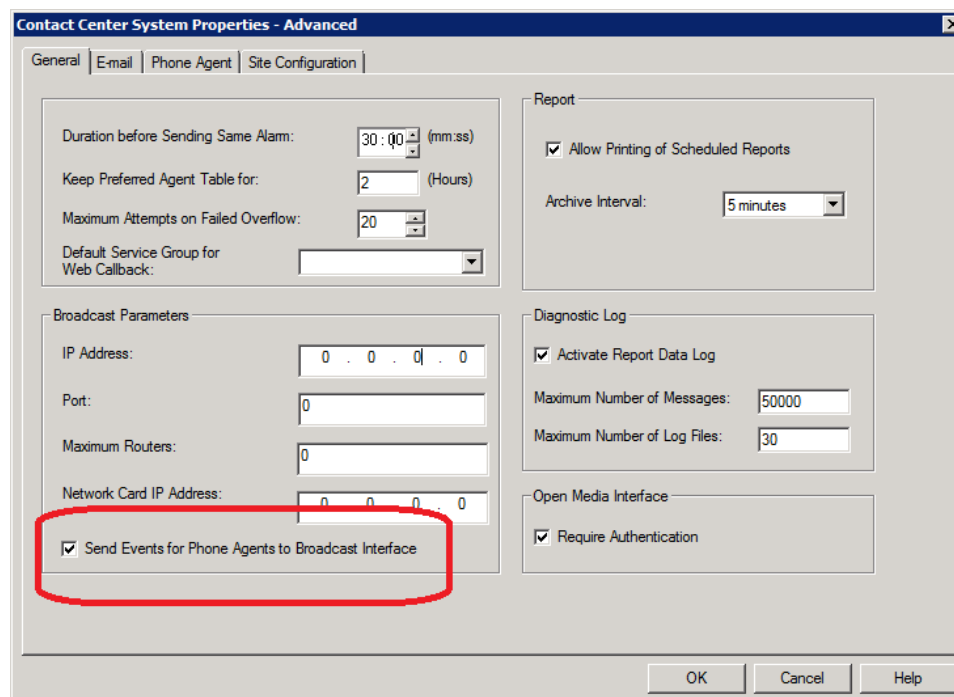 Contact Center System Properties - Advanced
General E-mail Phone Agent Site Configuration
Duration before Sending Same Alarm: 30 : 00 (mm:ss)
Keep Preferred Agent Table for: 2 (Hours)
Maximum Attempts on Failed Overflow: 20
Default Service Group for
Web Callback:
Report
Allow Printing of Scheduled Reports
Archive Interval: 5 minutes
Broadcast Parameters
IP Address: 0 . 0 . 0 . 0
Port: 0
Maximum Routers: 0
Network Card IP Address: 0 . 0 . 0 . 0
Send Events for Phone Agents to Broadcast Interface
Diagnostic Log
Activate Report Data Log
Maximum Number of Messages: 50000
Maximum Number of Log Files: 30
Open Media Interface
Require Authentication
OK Cancel Help